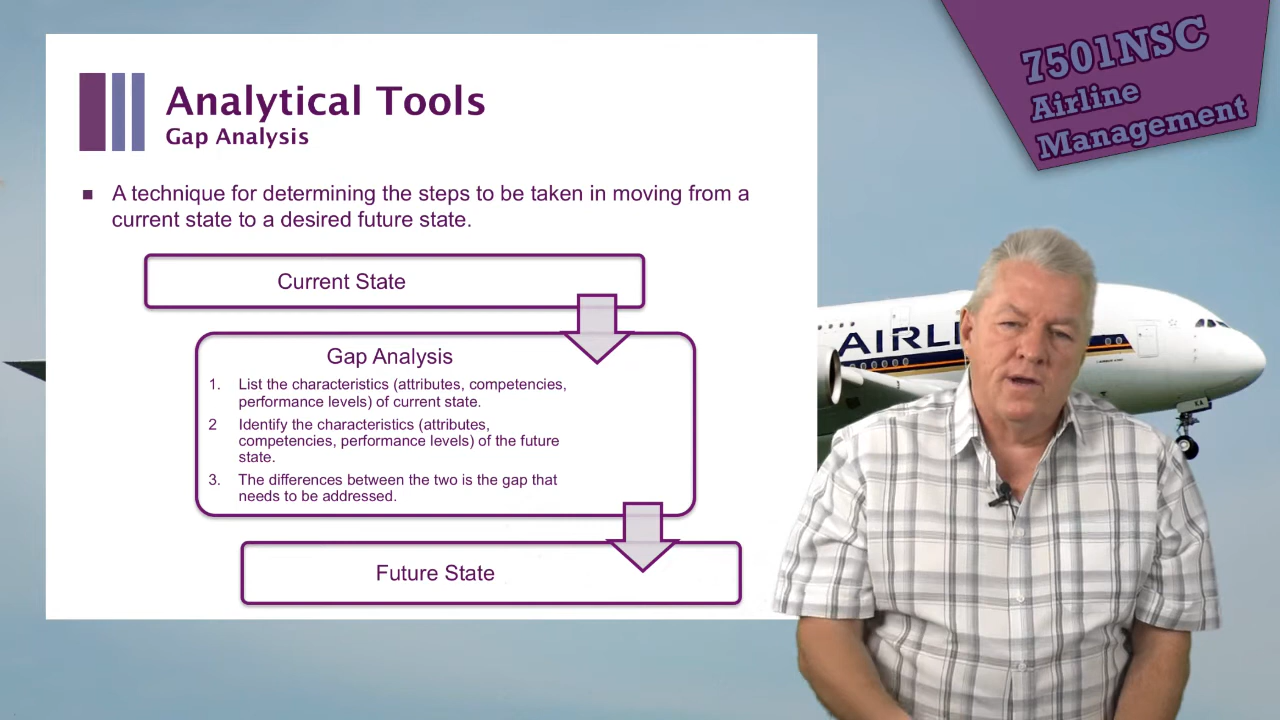 7501NSC
Airline
Management
Analytical Tools
Gap Analysis
A technique for determining the steps to be taken in moving from a
current state to a desired future state.
Current State
Gap Analysis
1. List the characteristics (attributes, competencies,
performance levels) of current state.
2 Identify the characteristics (attributes,
competencies, performance levels) of the future
state.
3. The differences between the two is the gap that
needs to be addressed.
Future State
AIRL
KA